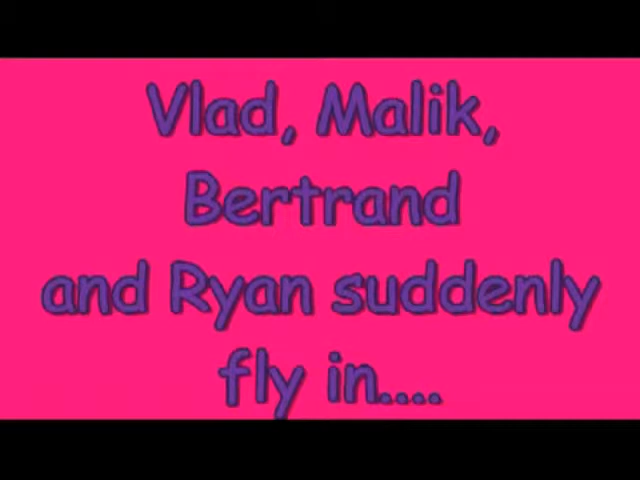 Vlad, Malik,
Bertrand
and Ryan suddenly
fly in....